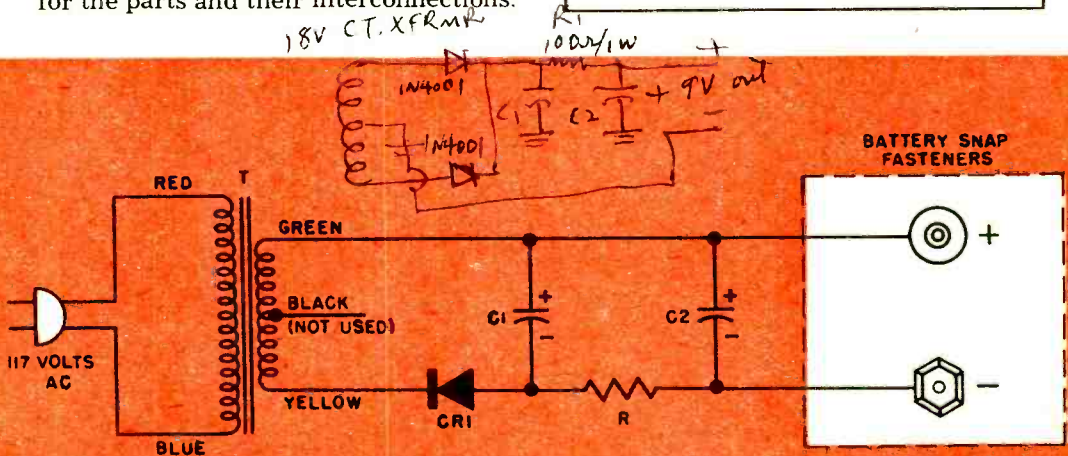 for the parts and their interconnections.
18V CT. XFRMR
R1
100Ω/1W
+
1N4001
C1
C2
+ 9V out
-
1N4001
BATTERY SNAP
FASTENERS
RED
T
GREEN
+
BLACK
(NOT USED)
C1
+
-
C2
+
-
117 VOLTS
AC
-
YELLOW
CR1
R
BLUE